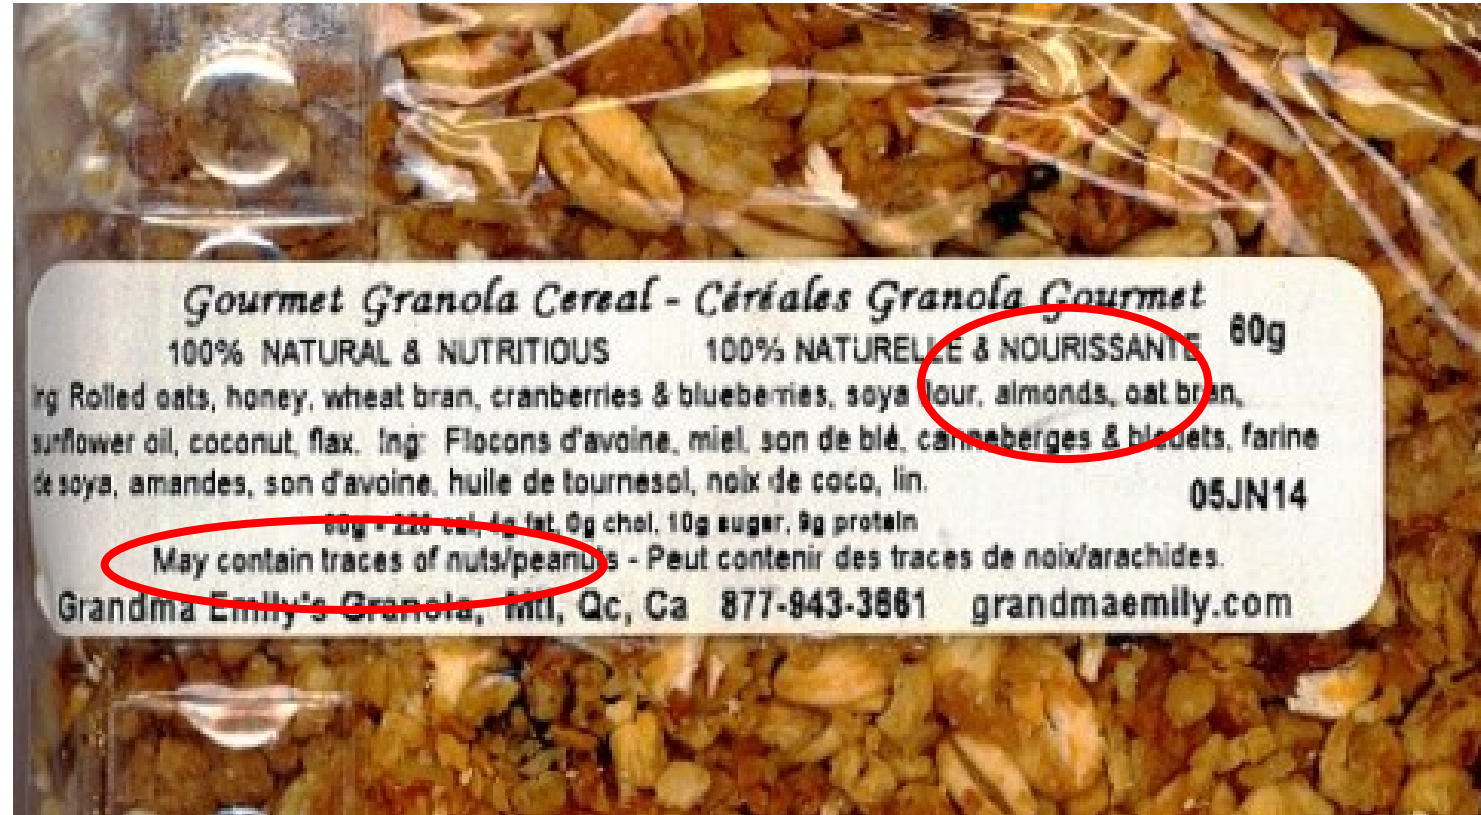 Gourmet Granola Cereal - Céréales Granola Gourmet
100% NATURAL & NUTRITIOUS 100% NATURELLE & NOURISSANTE 60g
Ing Rolled oats, honey, wheat bran, cranberries & blueberries, soya flour, almonds, oat bran,
sunflower oil, coconut, flax. Ing: Flocons d'avoine, miel, son de blé, canneberges & bleuets, farine
de soya, amandes, son d'avoine, huile de tournesol, noix de coco, lin.
05JN14
cal, fat, 0g chol, 10g sugar, 9g protein
May contain traces of nuts/peanuts - Peut contenir des traces de noix/arachides.
Grandma Emily's Granola, Mtl, Qc, Ca 877-943-3661 grandmaemily.com